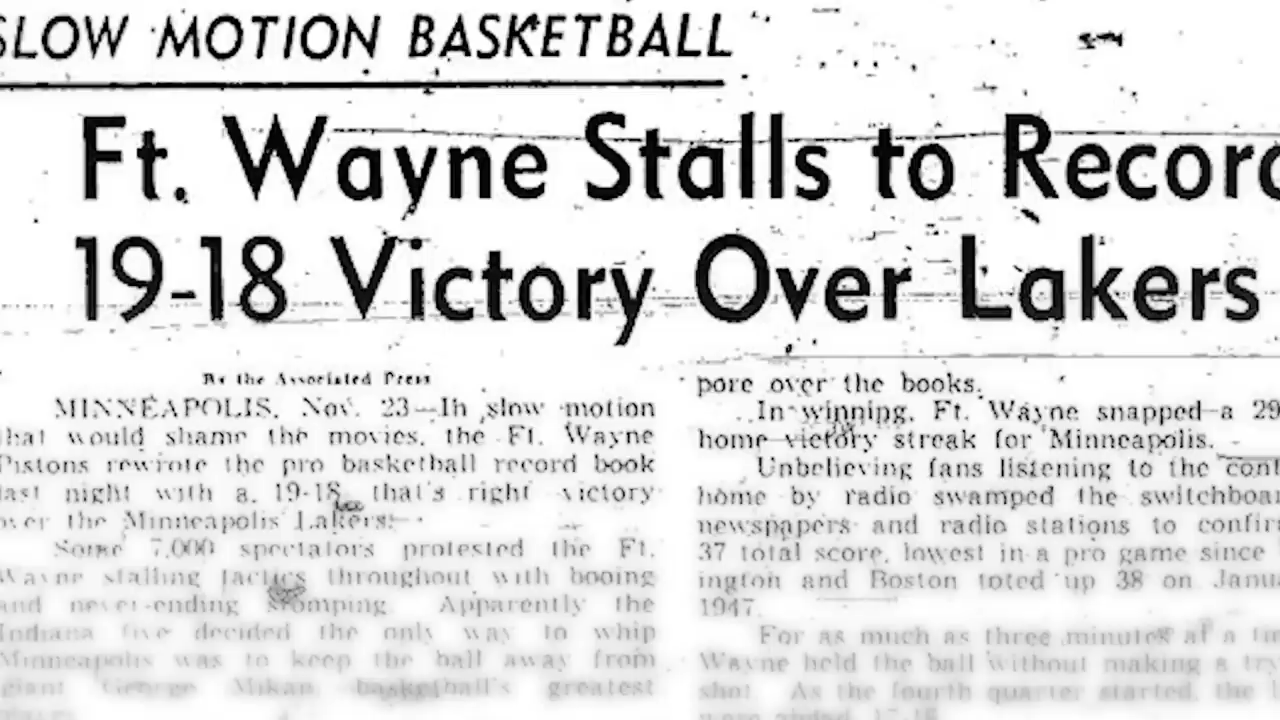 SLOW MOTION BASKETBALL
Ft. Wayne Stalls to Recor
19-18 Victory Over Lakers
By the Associated Press
MINNEAPOLIS, Nov. 23—In slow motion
that would shame the movies, the Ft. Wayne
Pistons rewrote the pro basketball record book
last night with a 19-18, that's right victory
over the Minneapolis Lakers.
Some 7,000 spectators protested the Ft.
Wayne stalling tactics throughout with booing
and never-ending stomping. Apparently the
Indiana five decided the only way to whip
Minneapolis was to keep the ball away from
giant George Mikan, basketball's greatest
pore over the books.
In winning, Ft. Wayne snapped a 29
home victory streak for Minneapolis.
Unbelieving fans listening to the cont
home by radio swamped the switchboar
newspapers and radio stations to confir
37 total score, lowest in a pro game since
ington and Boston toted up 38 on Janu
1947.
For as much as three minutes at a
Wayne held the ball without making a try
shot. As the fourth quarter started, the